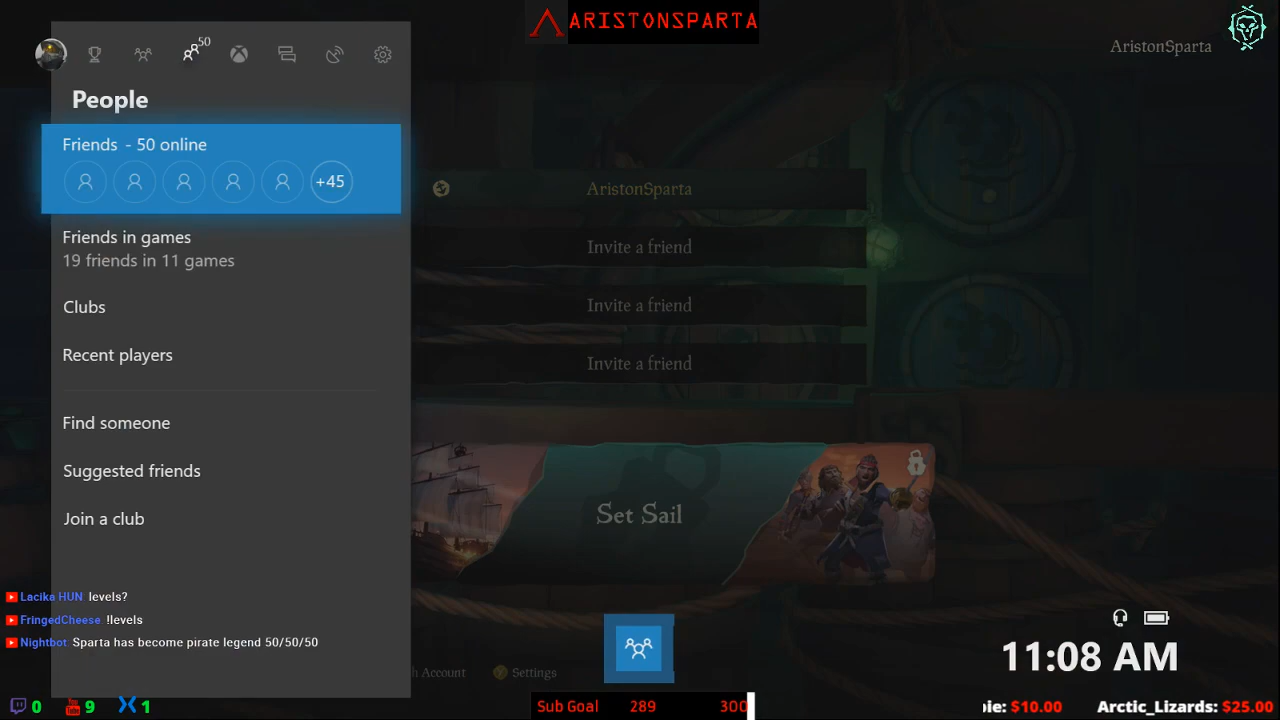 ARISTONSPARTA
AristonSparta
50
People
Friends - 50 online
+45
Friends in games
19 friends in 11 games
Clubs
Recent players
Find someone
Suggested friends
Join a club
AristonSparta
Invite a friend
Invite a friend
Invite a friend
Set Sail
Lacika HUN levels?
FringedCheese !levels
Nightbot Sparta has become pirate legend 50/50/50
h Account
Settings
11:08 AM
0
9
1
Sub Goal 289 300
ie: $10.00 Arctic_Lizards: $25.00